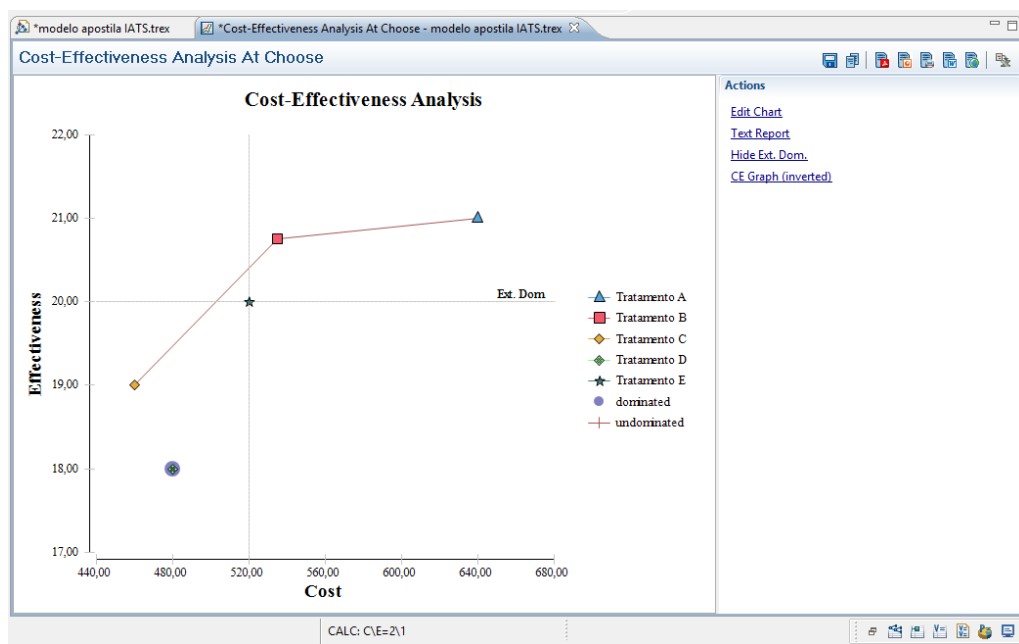 *modelo apostila IATS.trex
*Cost-Effectiveness Analysis At Choose - modelo apostila IATS.trex
Cost-Effectiveness Analysis At Choose
Cost-Effectiveness Analysis
22,00
21,00
20,00
19,00
18,00
17,00
Effectiveness
Ext. Dom
440,00
480,00
520,00
560,00
600,00
640,00
680,00
Cost
Tratamento A
Tratamento B
Tratamento C
Tratamento D
Tratamento E
dominated
undominated
Actions
Edit Chart
Text Report
Hide Ext. Dom.
CE Graph (inverted)
CALC: C\E=2\1